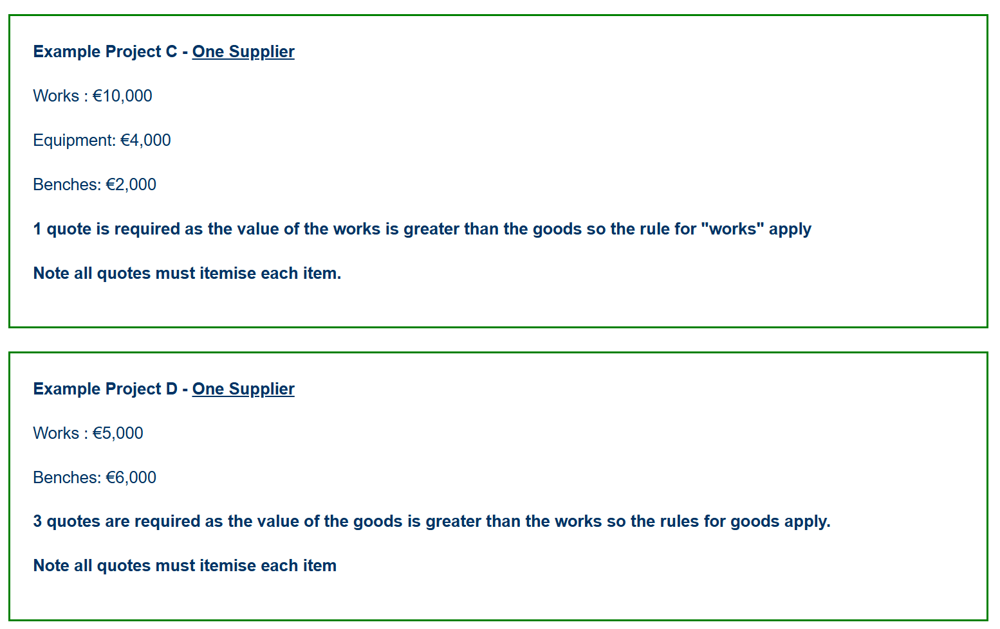 Example Project C - One Supplier
Works : €10,000
Equipment: €4,000
Benches: €2,000
1 quote is required as the value of the works is greater than the goods so the rule for "works" apply
Note all quotes must itemise each item.
Example Project D - One Supplier
Works : €5,000
Benches: €6,000
3 quotes are required as the value of the goods is greater than the works so the rules for goods apply.
Note all quotes must itemise each item